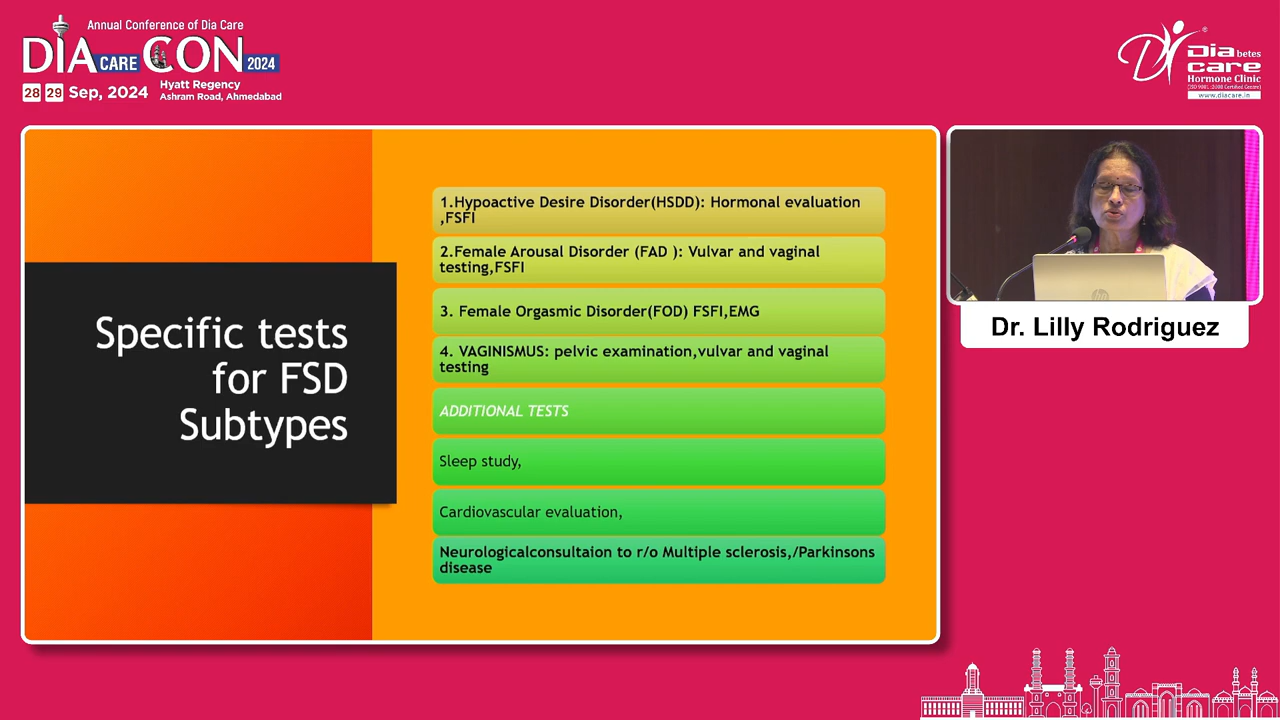 Annual Conference of Dia Care
DIA CARE CON 2024
28 29 Sep, 2024
Hyatt Regency
Ashram Road, Ahmedabad
Diabetes
care
Hormone Clinic
www.diacare.in
Specific tests
for FSD
Subtypes
1.Hypoactive Desire Disorder(HSDD): Hormonal evaluation
,FSFI
2.Female Arousal Disorder (FAD ): Vulvar and vaginal
testing,FSFI
3. Female Orgasmic Disorder(FOD) FSFI,EMG
4. VAGINISMUS: pelvic examination,vulvar and vaginal
testing
ADDITIONAL TESTS
Sleep study,
Cardiovascular evaluation,
Neurologicalconsultaion to r/o Multiple sclerosis,/Parkinsons
disease
Dr. Lilly Rodriguez